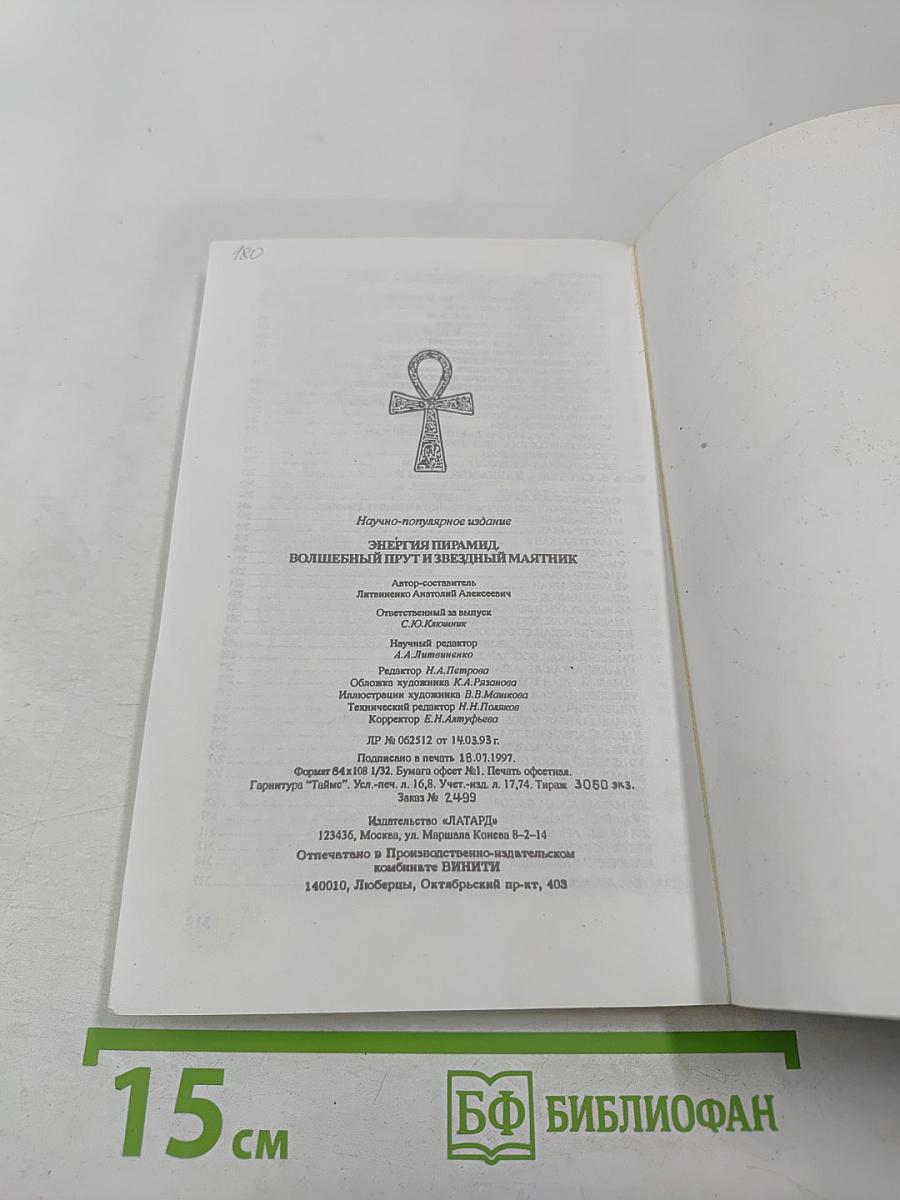 180
Научно-популярное издание
ЭНЕРГИЯ ПИРАМИД.
ВОЛШЕБНЫЙ ПРУТ И ЗВЕЗДНЫЙ МАЯТНИК
Автор-составитель
Литвиненко Анатолий Алексеевич
Ответственный за выпуск
С.Ю.Клюшник
Научный редактор
А.А.Литвиненко
Редактор Н.А.Петрова
Обложка художника К.А.Рязанова
Иллюстрации художника В.В.Машкова
Технический редактор Н.Н.Поляков
Корректор Е.Н.Алтуфьева
ЛР № 062512 от 14.03.93 г.
Подписано в печать 18.07.1997.
Формат 84х108 1/32. Бумага офсет №1. Печать офсетная.
Гарнитура "Таймс". Усл.-печ. л. 16,8. Учет.-изд. л. 17,74. Тираж 3060 экз.
Заказ № 2499
Издательство «ЛАТАРД»
123436, Москва, ул. Маршала Конева 8-2-14
Отпечатано в Производственно-издательском
комбинате ВИНИТИ
140010, Люберцы, Октябрьский пр-кт, 403
319
15 см
БФ БИБЛИОФАН